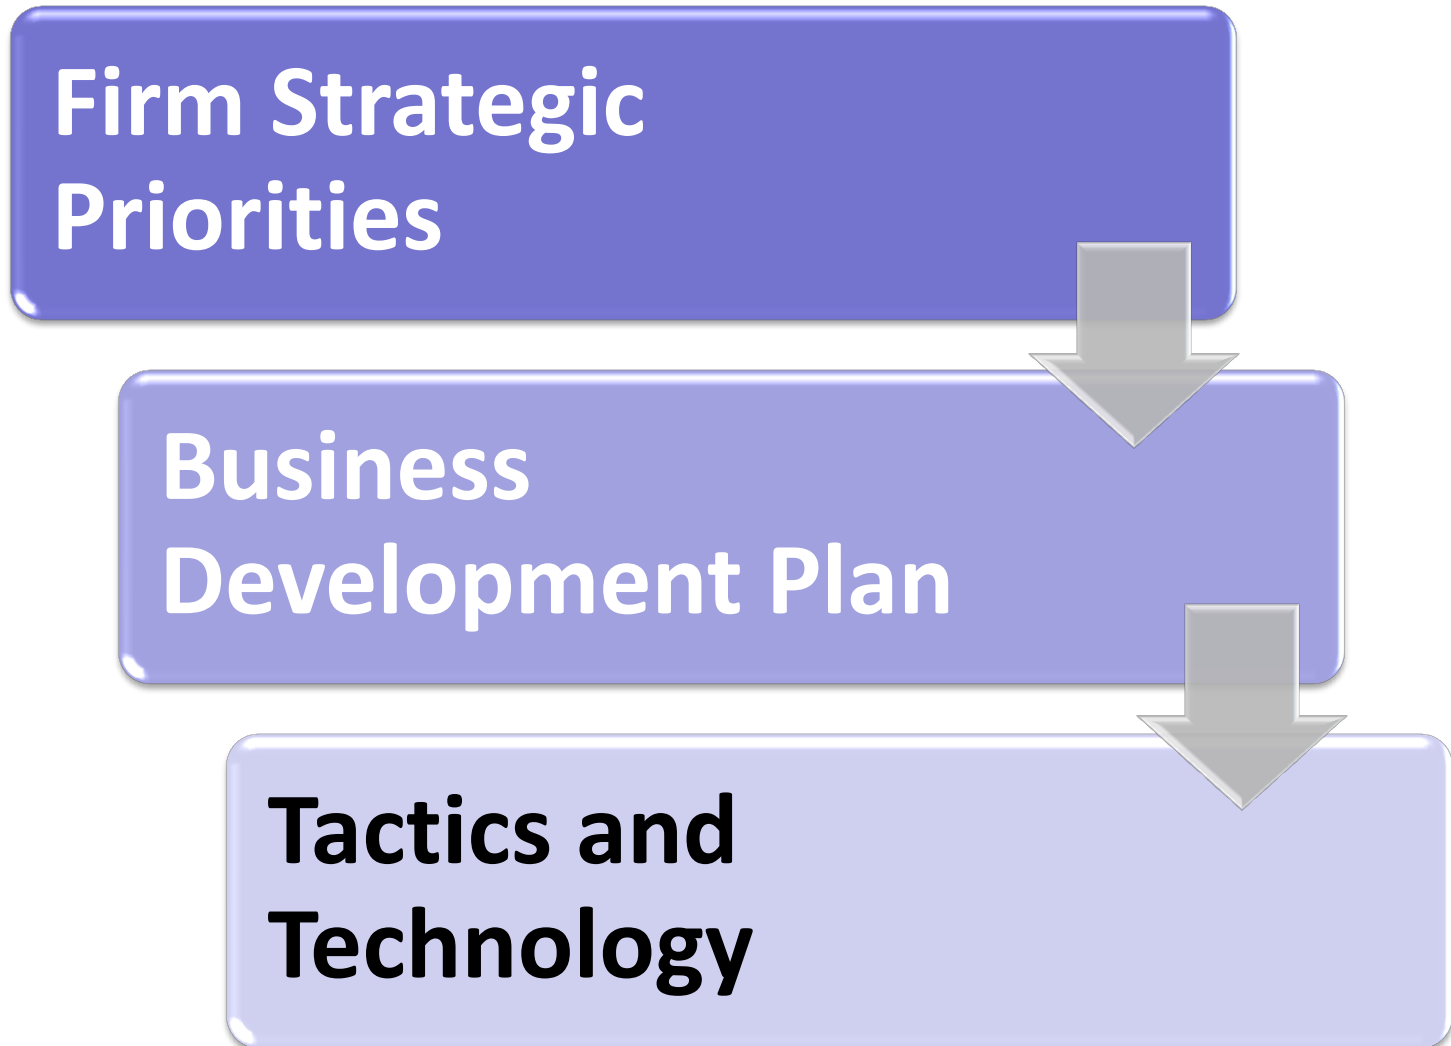 Firm Strategic
Priorities
Business
Development Plan
Tactics and
Technology